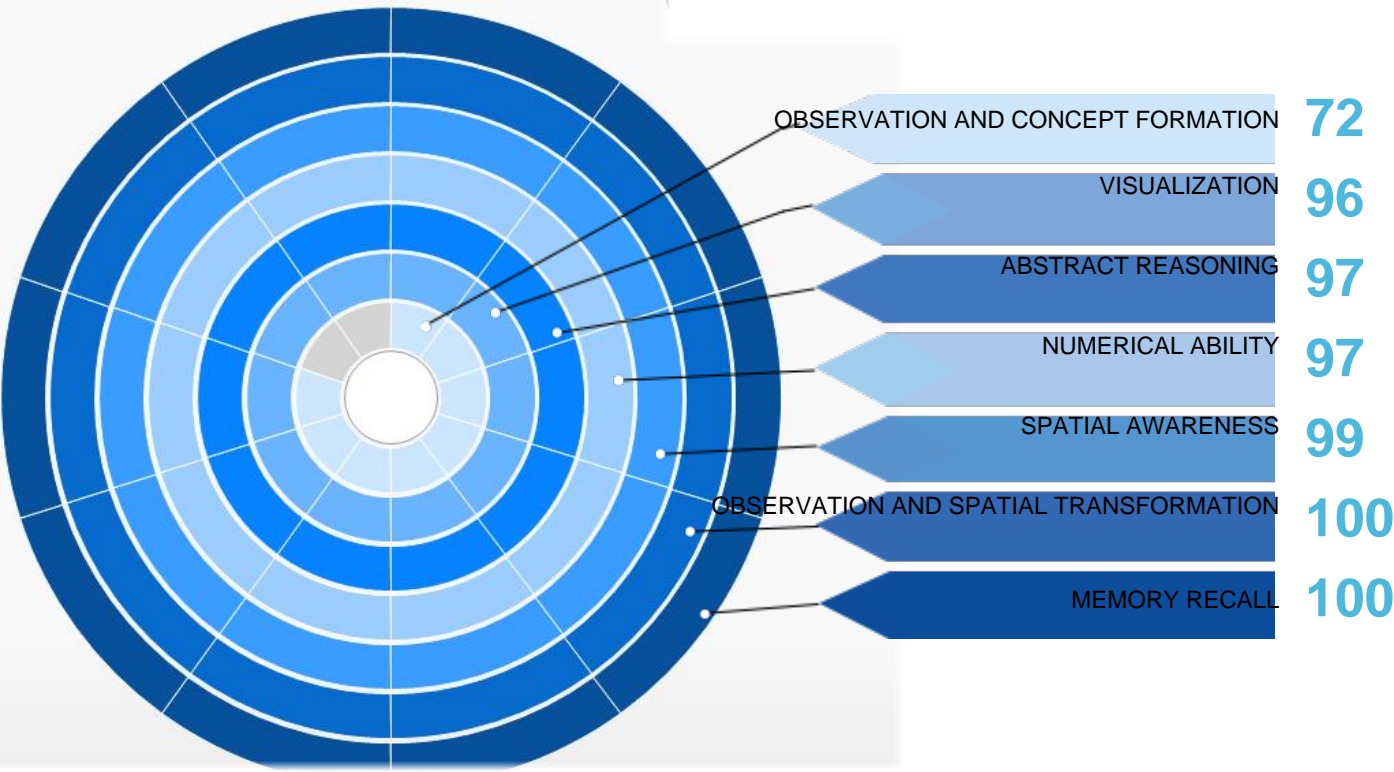 OBSERVATION AND CONCEPT FORMATION 72
VISUALIZATION 96
ABSTRACT REASONING 97
NUMERICAL ABILITY 97
SPATIAL AWARENESS 99
OBSERVATION AND SPATIAL TRANSFORMATION 100
MEMORY RECALL 100